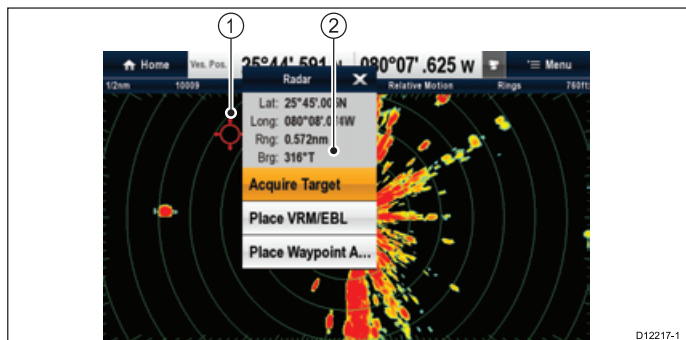 1
2
Home
Ves. Pos.
25°44'.591 N
080°07'.625 W
Menu
1/2nm
10009
Relative Motion
Rings
760ft
Radar
X
Lat: 25°45'.005N
Long: 080°08'. W
Rng: 0.572nm
Brg: 316°T
Acquire Target
Place VRM/EBL
Place Waypoint A...
D12217-1